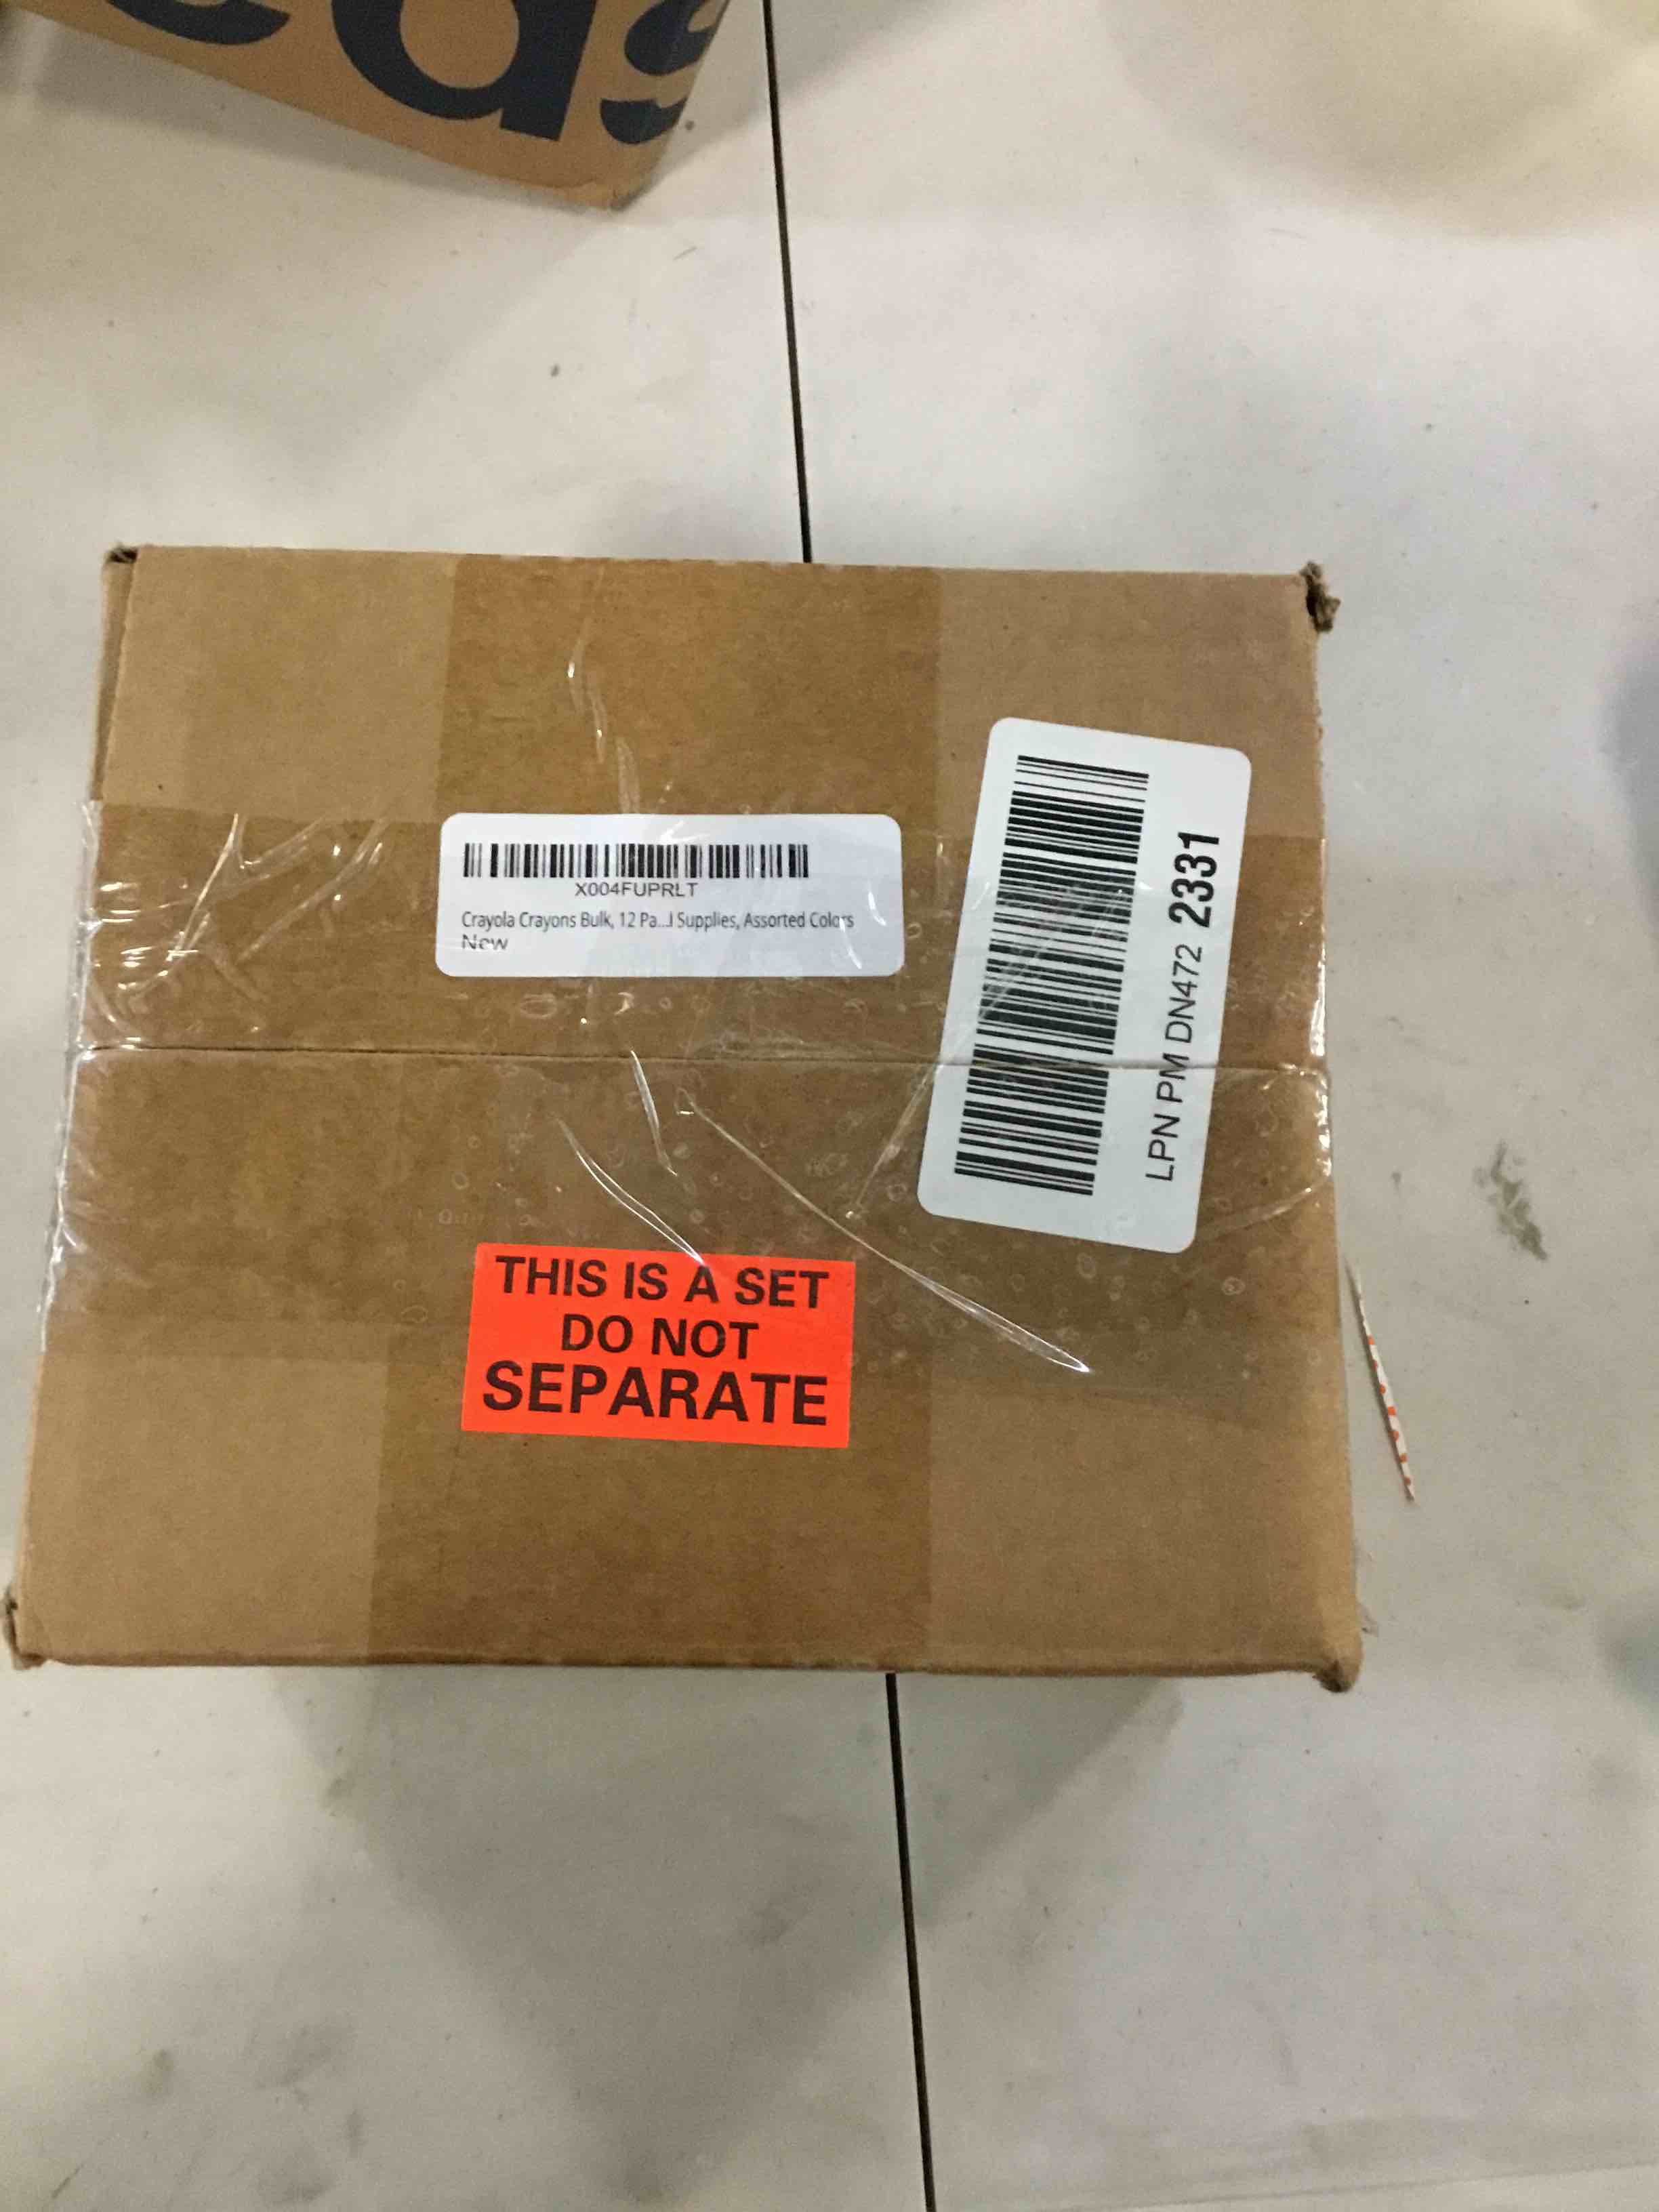 eds
X004FUPRLT
Crayola Crayons Bulk, 12 Pa...l Supplies, Assorted Colors
New
LPN PM DN472 2331
THIS IS A SET
DO NOT
SEPARATE